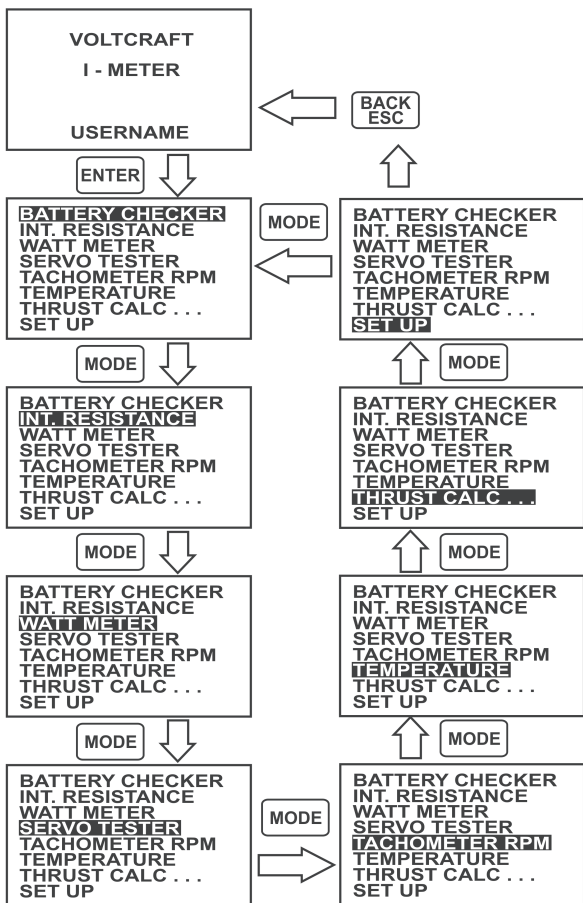 VOLTCRAFT
I - METER
USERNAME
BACK
ESC
ENTER
BATTERY CHECKER
INT. RESISTANCE
WATT METER
SERVO TESTER
TACHOMETER RPM
TEMPERATURE
THRUST CALC . . .
SET UP
MODE
BATTERY CHECKER
INT. RESISTANCE
WATT METER
SERVO TESTER
TACHOMETER RPM
TEMPERATURE
THRUST CALC . . .
SET UP
MODE
BATTERY CHECKER
INT. RESISTANCE
WATT METER
SERVO TESTER
TACHOMETER RPM
TEMPERATURE
THRUST CALC . . .
SET UP
MODE
BATTERY CHECKER
INT. RESISTANCE
WATT METER
SERVO TESTER
TACHOMETER RPM
TEMPERATURE
THRUST CALC . . .
SET UP
MODE
BATTERY CHECKER
INT. RESISTANCE
WATT METER
SERVO TESTER
TACHOMETER RPM
TEMPERATURE
THRUST CALC . . .
SET UP
MODE
BATTERY CHECKER
INT. RESISTANCE
WATT METER
SERVO TESTER
TACHOMETER RPM
TEMPERATURE
THRUST CALC . . .
SET UP
MODE
BATTERY CHECKER
INT. RESISTANCE
WATT METER
SERVO TESTER
TACHOMETER RPM
TEMPERATURE
THRUST CALC . . .
SET UP
MODE
BATTERY CHECKER
INT. RESISTANCE
WATT METER
SERVO TESTER
TACHOMETER RPM
TEMPERATURE
THRUST CALC . . .
SET UP
MODE